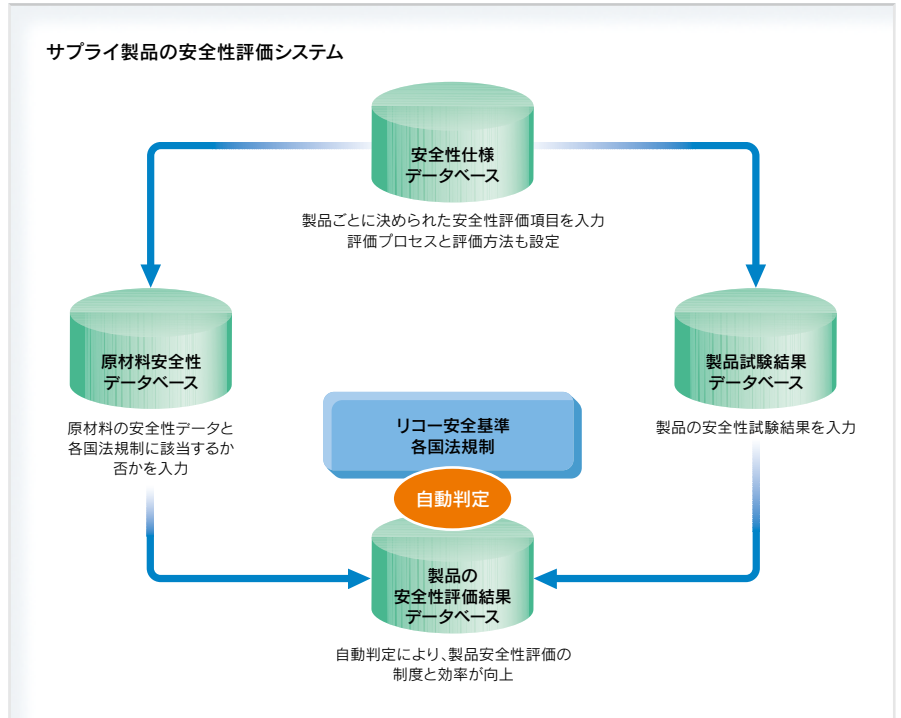 サプライ製品の安全性評価システム
安全性仕様
データベース
製品ごとに決められた安全性評価項目を入力
評価プロセスと評価方法も設定
原材料安全性
データベース
原材料の安全性データと
各国法規制に該当するか
否かを入力
製品試験結果
データベース
製品の安全性試験結果を入力
リコー安全基準
各国法規制
自動判定
製品の
安全性評価結果
データベース
自動判定により、製品安全性評価の
制度と効率が向上